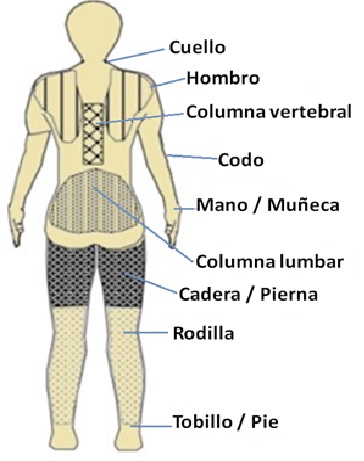 Cuello
Hombro
Columna vertebral
Codo
Mano / Muñeca
Columna lumbar
Cadera / Pierna
Rodilla
Tobillo / Pie